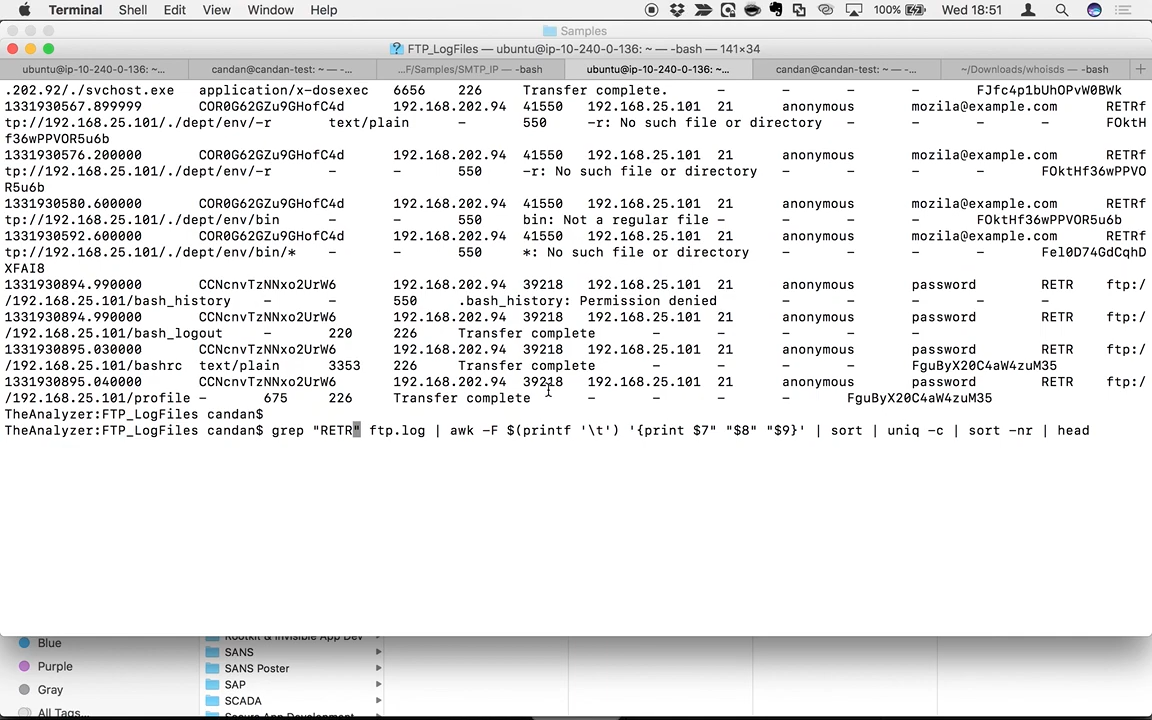 Terminal Shell Edit View Window Help 100% Wed 18:51
Samples
FTP_LogFiles — ubuntu@ip-10-240-0-136: ~ — -bash — 141×34
ubuntu@ip-10-240-0-136: ~... candan@candan-test: ~ — -... ...F/Samples/SMTP_IP — -bash ubuntu@ip-10-240-0-136: ~... candan@candan-test: ~ — -... ~/Downloads/whoisds — -bash +
.202.92/./svchost.exe application/x-dosexec 6656 226 Transfer complete. - - - - FJfc4p1bUhOPvW0BWk
1331930567.899999 COR0G62GZu9GHofC4d 192.168.202.94 41550 192.168.25.101 21 anonymous mozila@example.com RETRf
tp://192.168.25.101/./dept/env/-r text/plain - 550 -r: No such file or directory - - - - FOktH
f36wPPVOR5u6b
1331930576.200000 COR0G62GZu9GHofC4d 192.168.202.94 41550 192.168.25.101 21 anonymous mozila@example.com RETRf
tp://192.168.25.101/./dept/env/-r - - 550 -r: No such file or directory - - - - FOktHf36wPPVO
R5u6b
1331930580.600000 COR0G62GZu9GHofC4d 192.168.202.94 41550 192.168.25.101 21 anonymous mozila@example.com RETRf
tp://192.168.25.101/./dept/env/bin - - 550 bin: Not a regular file - - - - FOktHf36wPPVOR5u6b
1331930592.600000 COR0G62GZu9GHofC4d 192.168.202.94 41550 192.168.25.101 21 anonymous mozila@example.com RETRf
tp://192.168.25.101/./dept/env/bin/* - - 550 *: No such file or directory - - - - Fel0D74GdCqhD
XFAI8
1331930894.990000 CCNcnvTzNNxo2UrW6 192.168.202.94 39218 192.168.25.101 21 anonymous password RETR ftp:/
/192.168.25.101/bash_history - - 550 .bash_history: Permission denied - - - - -
1331930894.990000 CCNcnvTzNNxo2UrW6 192.168.202.94 39218 192.168.25.101 21 anonymous password RETR ftp:/
/192.168.25.101/bash_logout - 220 226 Transfer complete - - - - -
1331930895.030000 CCNcnvTzNNxo2UrW6 192.168.202.94 39218 192.168.25.101 21 anonymous password RETR ftp:/
/192.168.25.101/bashrc text/plain 3353 226 Transfer complete - - - - FguByX20C4aW4zuM35
1331930895.040000 CCNcnvTzNNxo2UrW6 192.168.202.94 39218 192.168.25.101 21 anonymous password RETR ftp:/
/192.168.25.101/profile - 675 226 Transfer complete - - - - FguByX20C4aW4zuM35
TheAnalyzer:FTP_LogFiles candan$
TheAnalyzer:FTP_LogFiles candan$ grep "RETR" ftp.log | awk -F $(printf '\t') '{print $7" "$8" "$9}' | sort | uniq -c | sort -nr | head
Rootkit & Invisible App Dev
Blue
SANS
Purple
SANS Poster
Gray
SAP
SCADA
All Tags...
Secure App Development